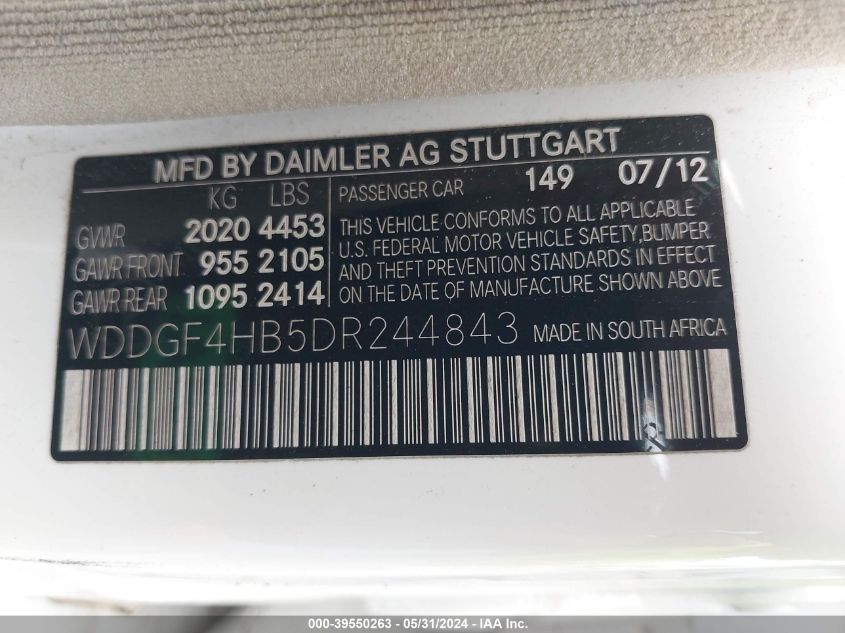 MFD BY DAIMLER AG STUTTGART
KG LBS
GVWR 2020 4453
GAWR FRONT 955 2105
GAWR REAR 1095 2414
PASSENGER CAR 149 07/12
THIS VEHICLE CONFORMS TO ALL APPLICABLE
U.S. FEDERAL MOTOR VEHICLE SAFETY,BUMPER
AND THEFT PREVENTION STANDARDS IN EFFECT
ON THE DATE OF MANUFACTURE SHOWN ABOVE
WDDGF4HB5DR244843 MADE IN SOUTH AFRICA
000-39550263 - 05/31/2024 - IAA Inc.